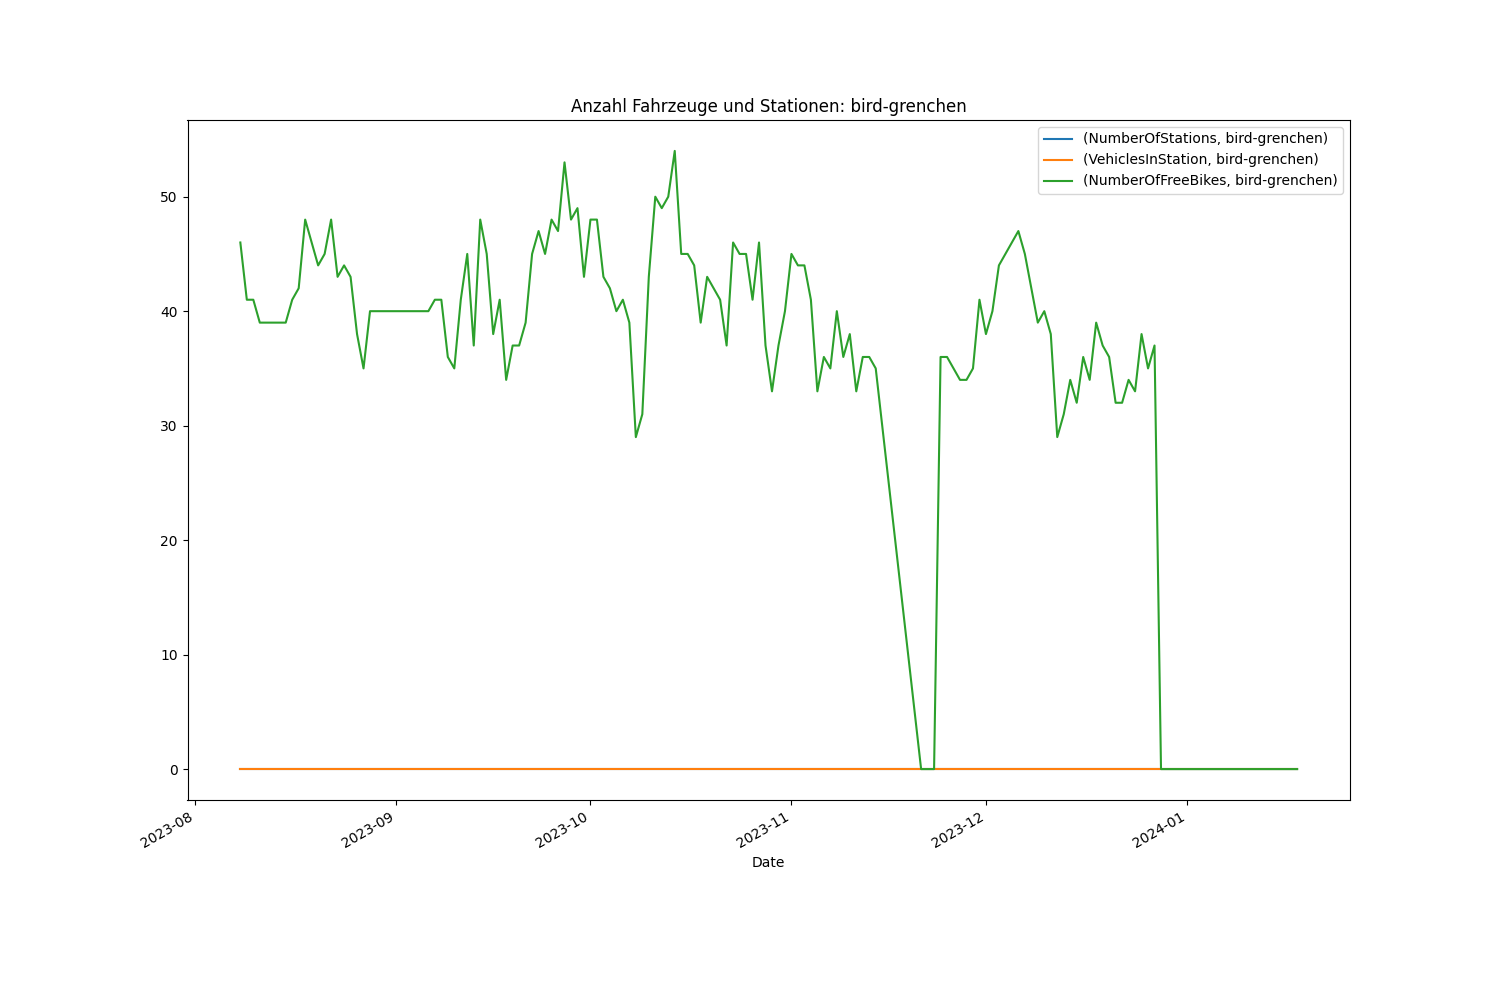 Anzahl Fahrzeuge und Stationen: bird-grenchen
(NumberOfStations, bird-grenchen)
(VehiclesInStation, bird-grenchen)
(NumberOfFreeBikes, bird-grenchen)
50
40
30
20
10
0
2023-08
2023-09
2023-10
2023-11
2023-12
2024-01
Date